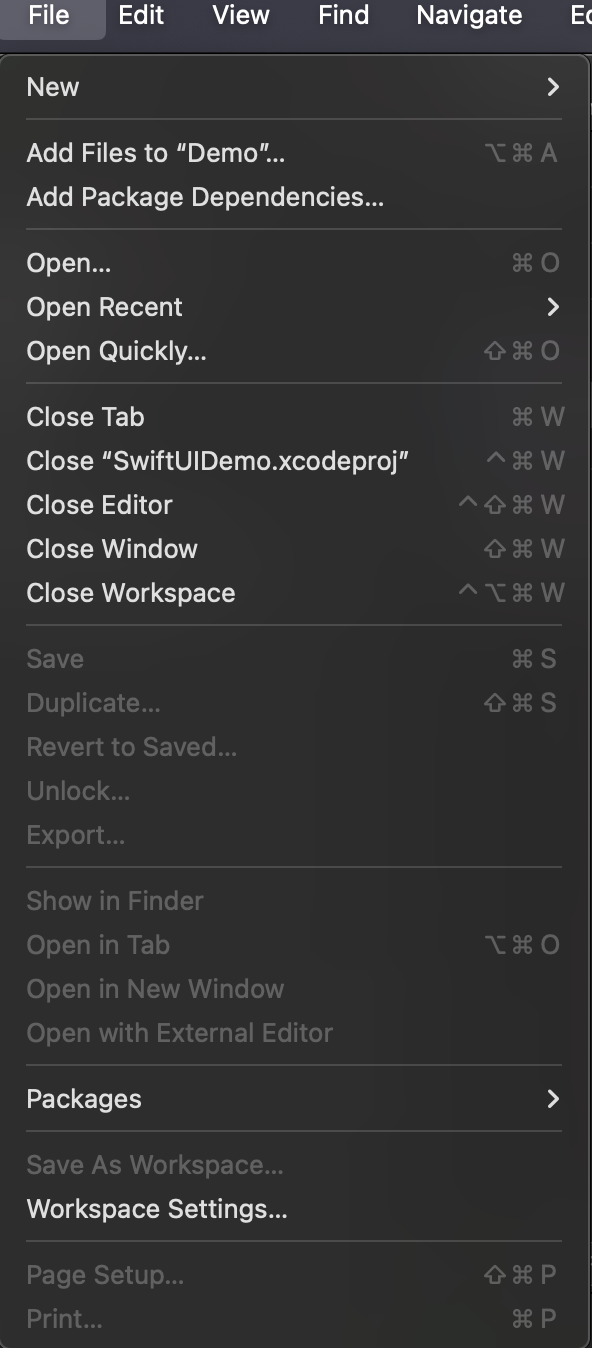 File Edit View Find Navigate
New
Add Files to “Demo”... ⌥⌘A
Add Package Dependencies...
Open... ⌘O
Open Recent
Open Quickly... ⇧⌘O
Close Tab ⌘W
Close “SwiftUIDemo.xcodeproj” ^⌘W
Close Editor ^⇧⌘W
Close Window ⇧⌘W
Close Workspace ^⌥⌘W
Save ⌘S
Duplicate... ⇧⌘S
Revert to Saved...
Unlock...
Export...
Show in Finder
Open in Tab ⌥⌘O
Open in New Window
Open with External Editor
Packages
Save As Workspace...
Workspace Settings...
Page Setup... ⇧⌘P
Print... ⌘P